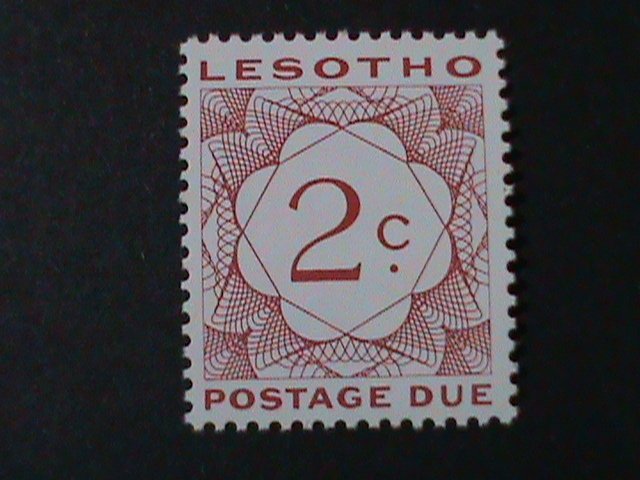 LESOTHO
2c.
POSTAGE DUE